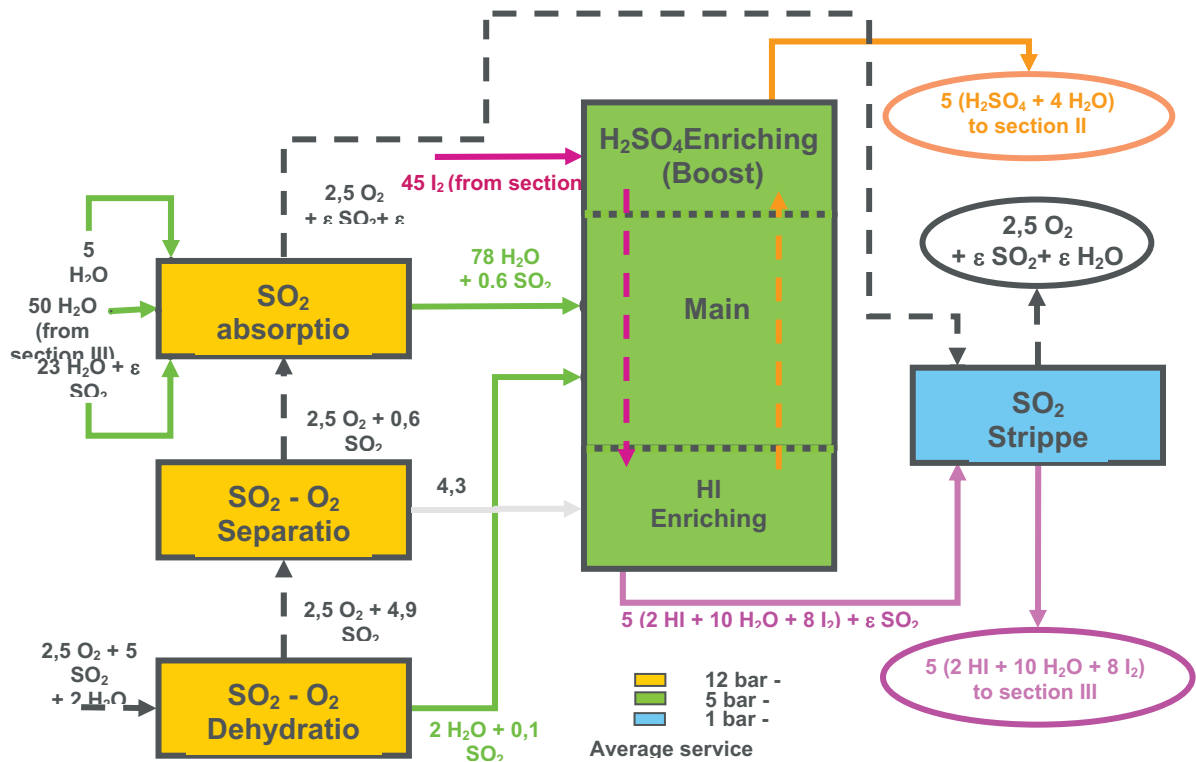 5 (H₂SO₄ + 4 H₂O)
to section II
H₂SO₄Enriching
(Boost)
45 I₂ (from section
2,5 O₂
+ ε SO₂+ ε
2,5 O₂
+ ε SO₂+ ε H₂O
5
H₂O
50 H₂O
(from
section III)
23 H₂O + ε
SO₂
SO₂
absorptio
78 H₂O
+ 0.6 SO₂
Main
SO₂
Strippe
2,5 O₂ + 0,6
SO₂
SO₂ - O₂
Separatio
4,3
HI
Enriching
2,5 O₂ + 4,9
SO₂
5 (2 HI + 10 H₂O + 8 I₂) + ε SO₂
2,5 O₂ + 5
SO₂
+ 2 H₂O
SO₂ - O₂
Dehydratio
2 H₂O + 0,1
SO₂
5 (2 HI + 10 H₂O + 8 I₂)
to section III
12 bar -
5 bar -
1 bar -
Average service